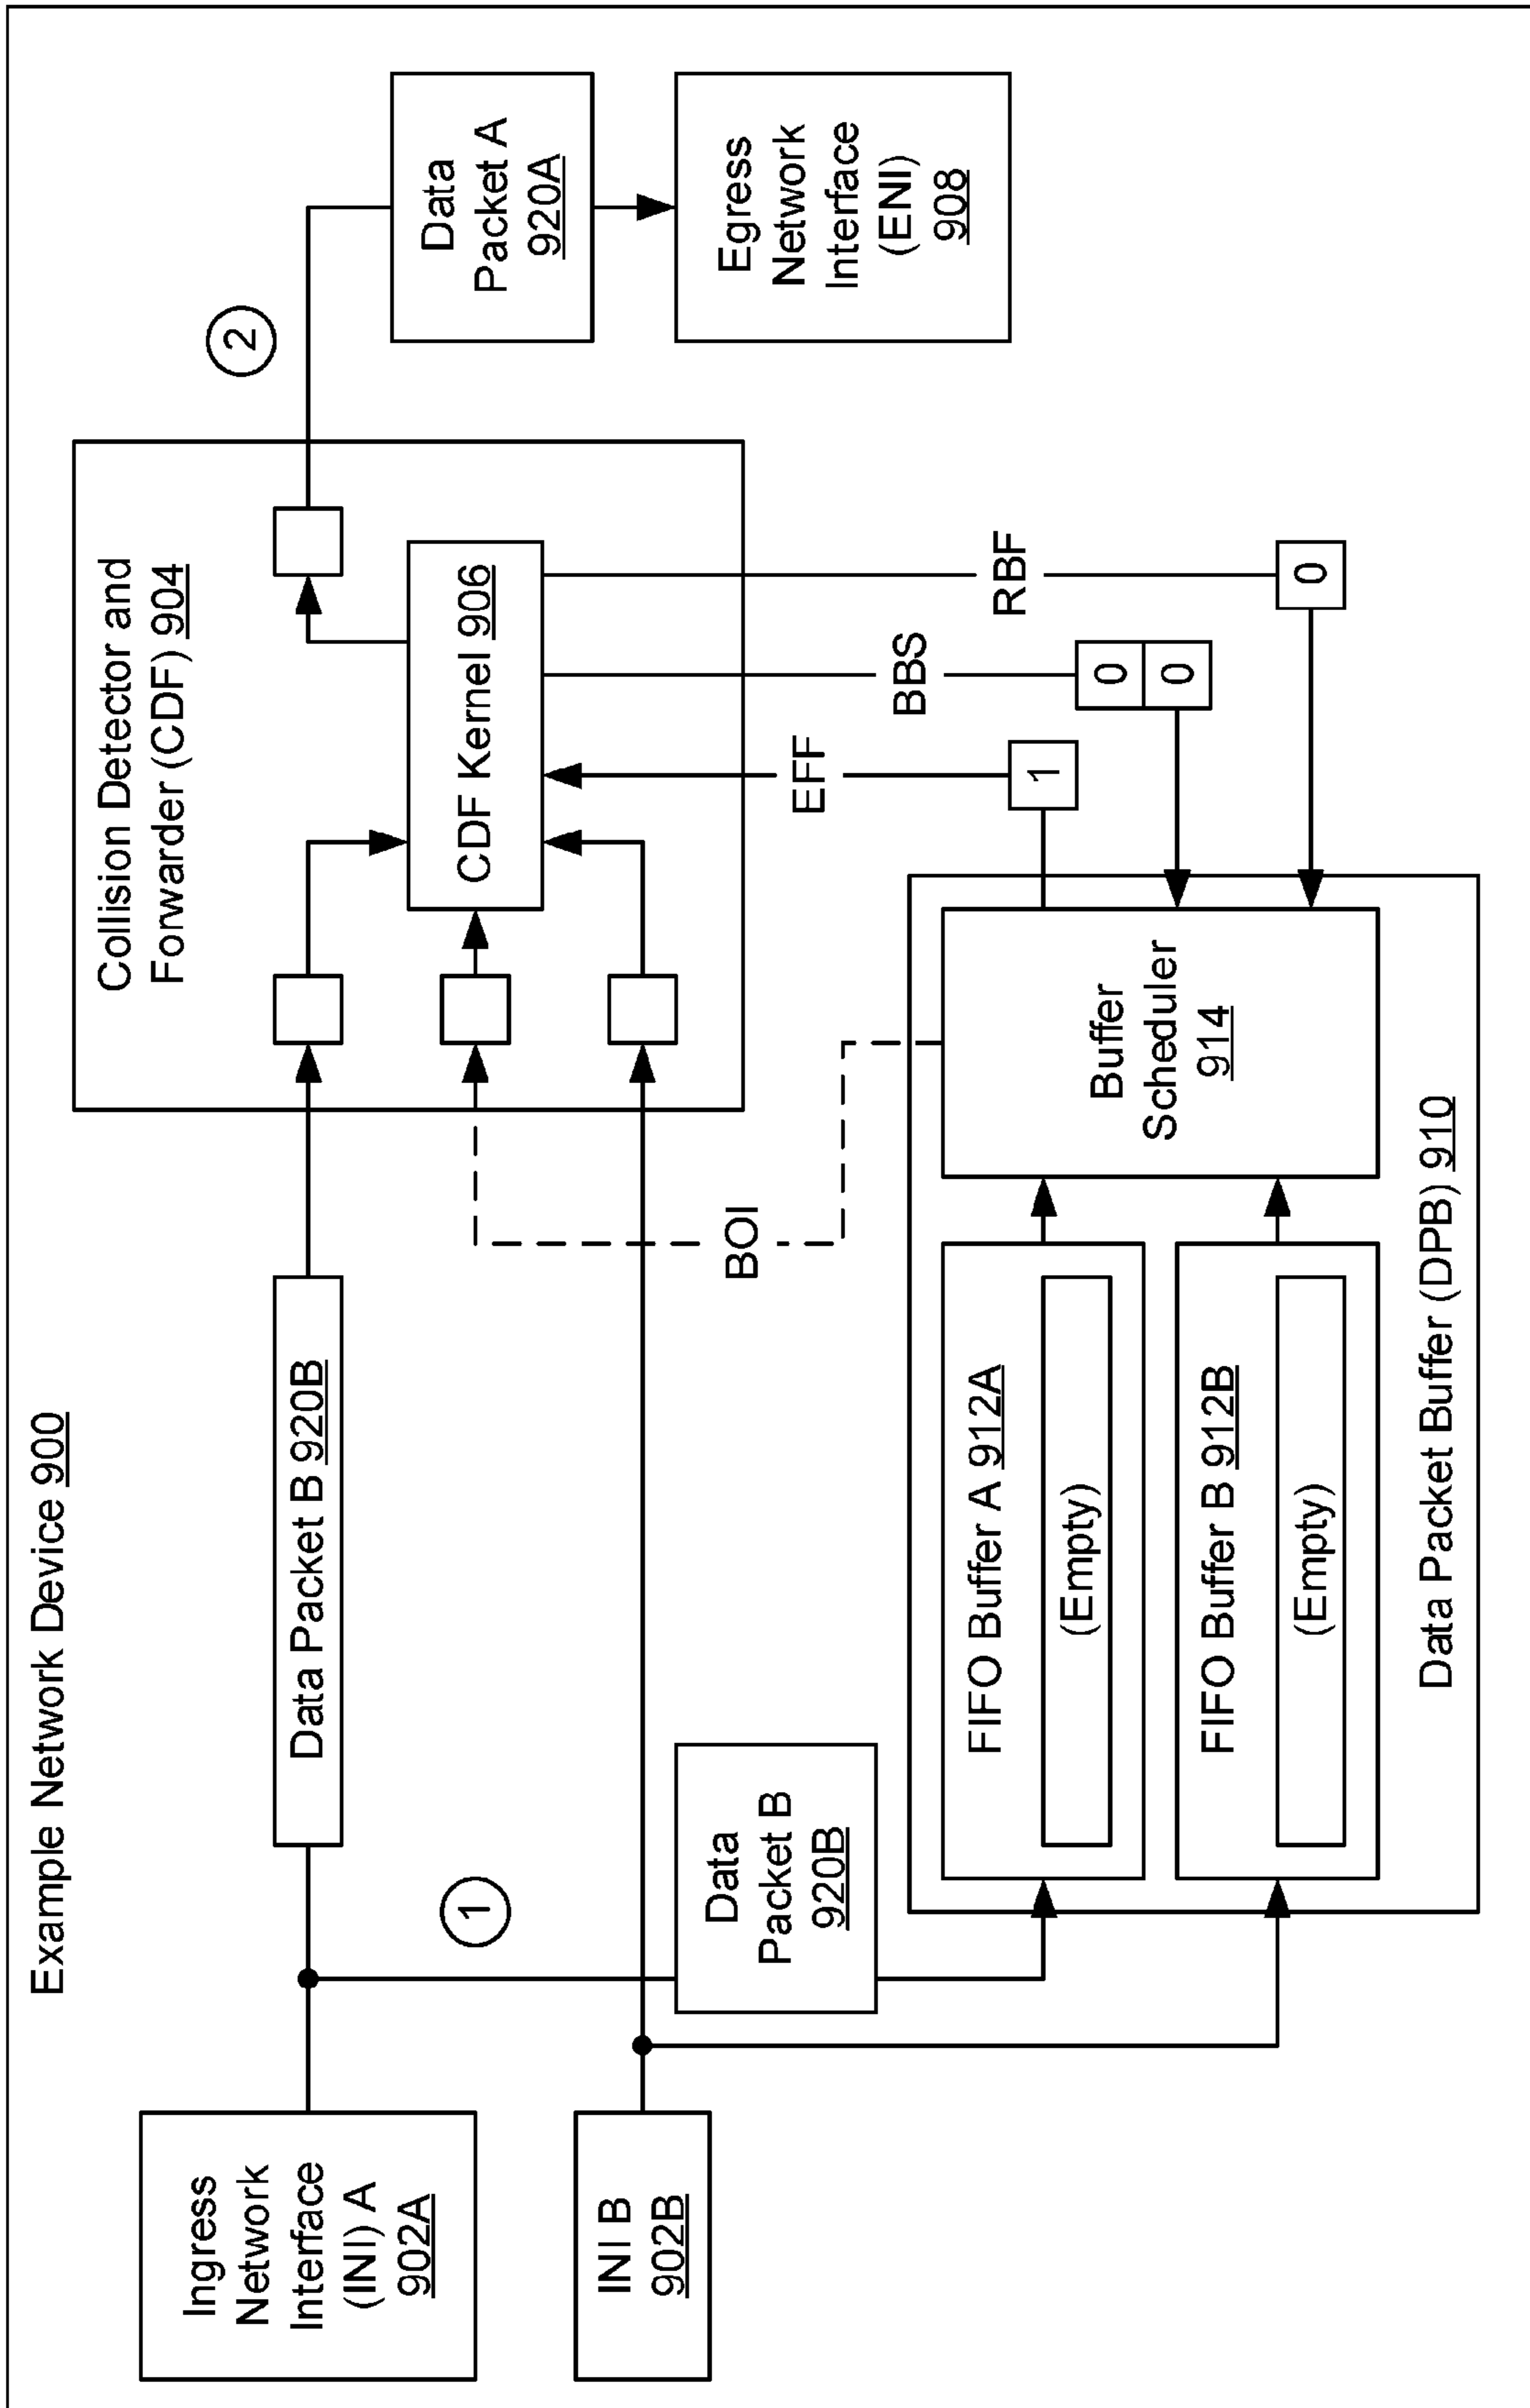 Example Network Device 900
Ingress
Network
Interface
(INI) A
902A
INI B
902B
1
Data Packet B 920B
Data
Packet B
920B
Collision Detector and
Forwarder (CDF) 904
CDF Kernel 906
2
Data
Packet A
920A
Egress
Network
Interface
(ENI)
908
BOI
EFF
1
BBS
0
0
RBF
0
FIFO Buffer A 912A
(Empty)
FIFO Buffer B 912B
(Empty)
Buffer
Scheduler
914
Data Packet Buffer (DPB) 910